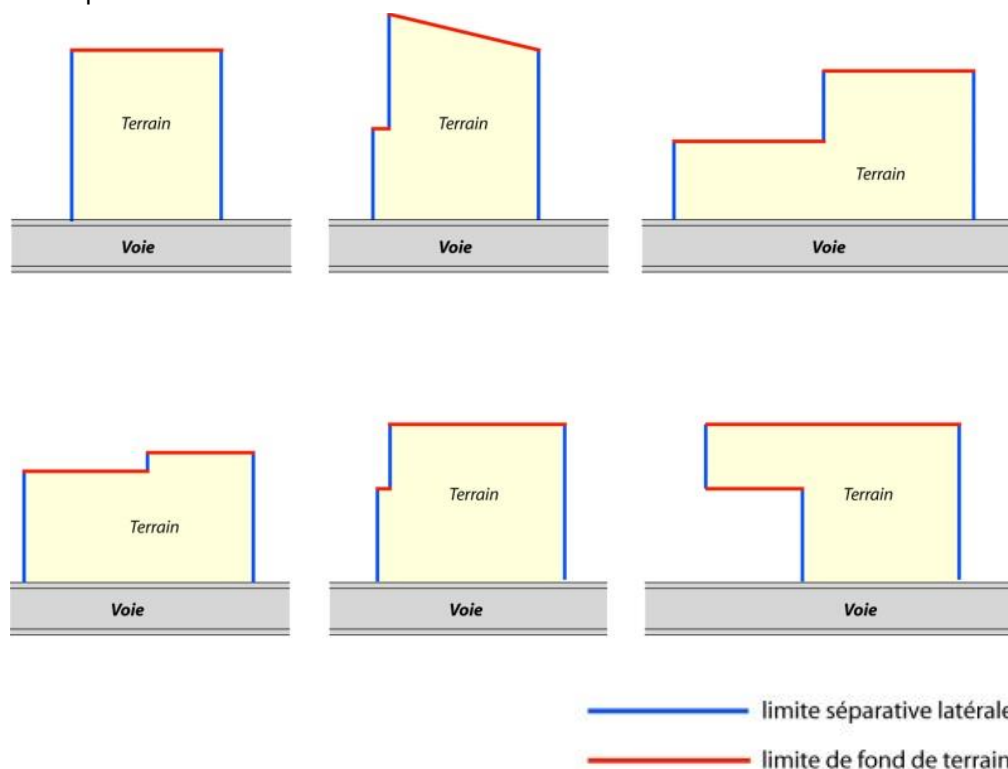 Terrain
Terrain
Terrain
Voie
Voie
Voie
Terrain
Terrain
Terrain
Voie
Voie
Voie
limite séparative latérale
limite de fond de terrain